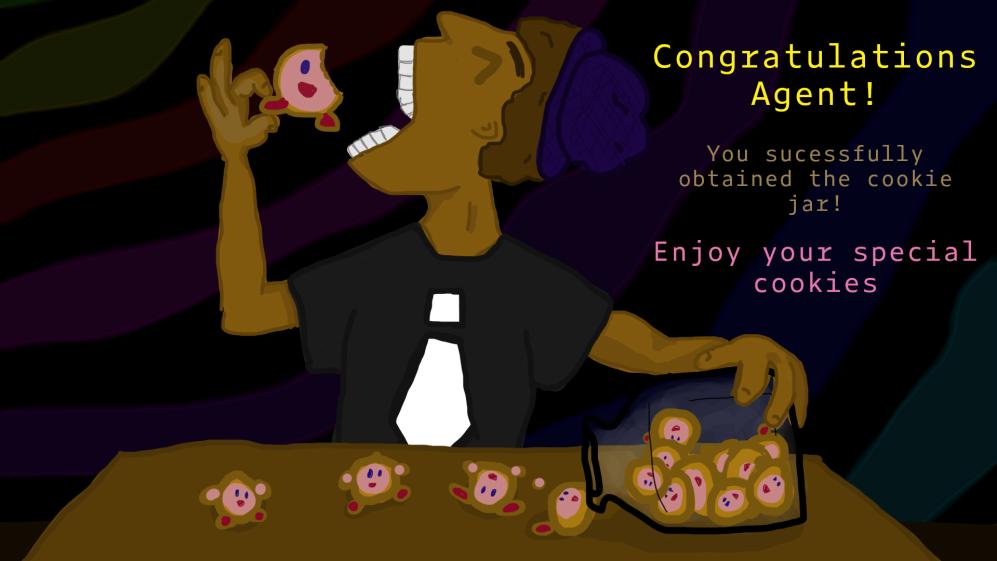 Congratulations
Agent!
You sucessfully
obtained the cookie
jar!
Enjoy your special
cookies